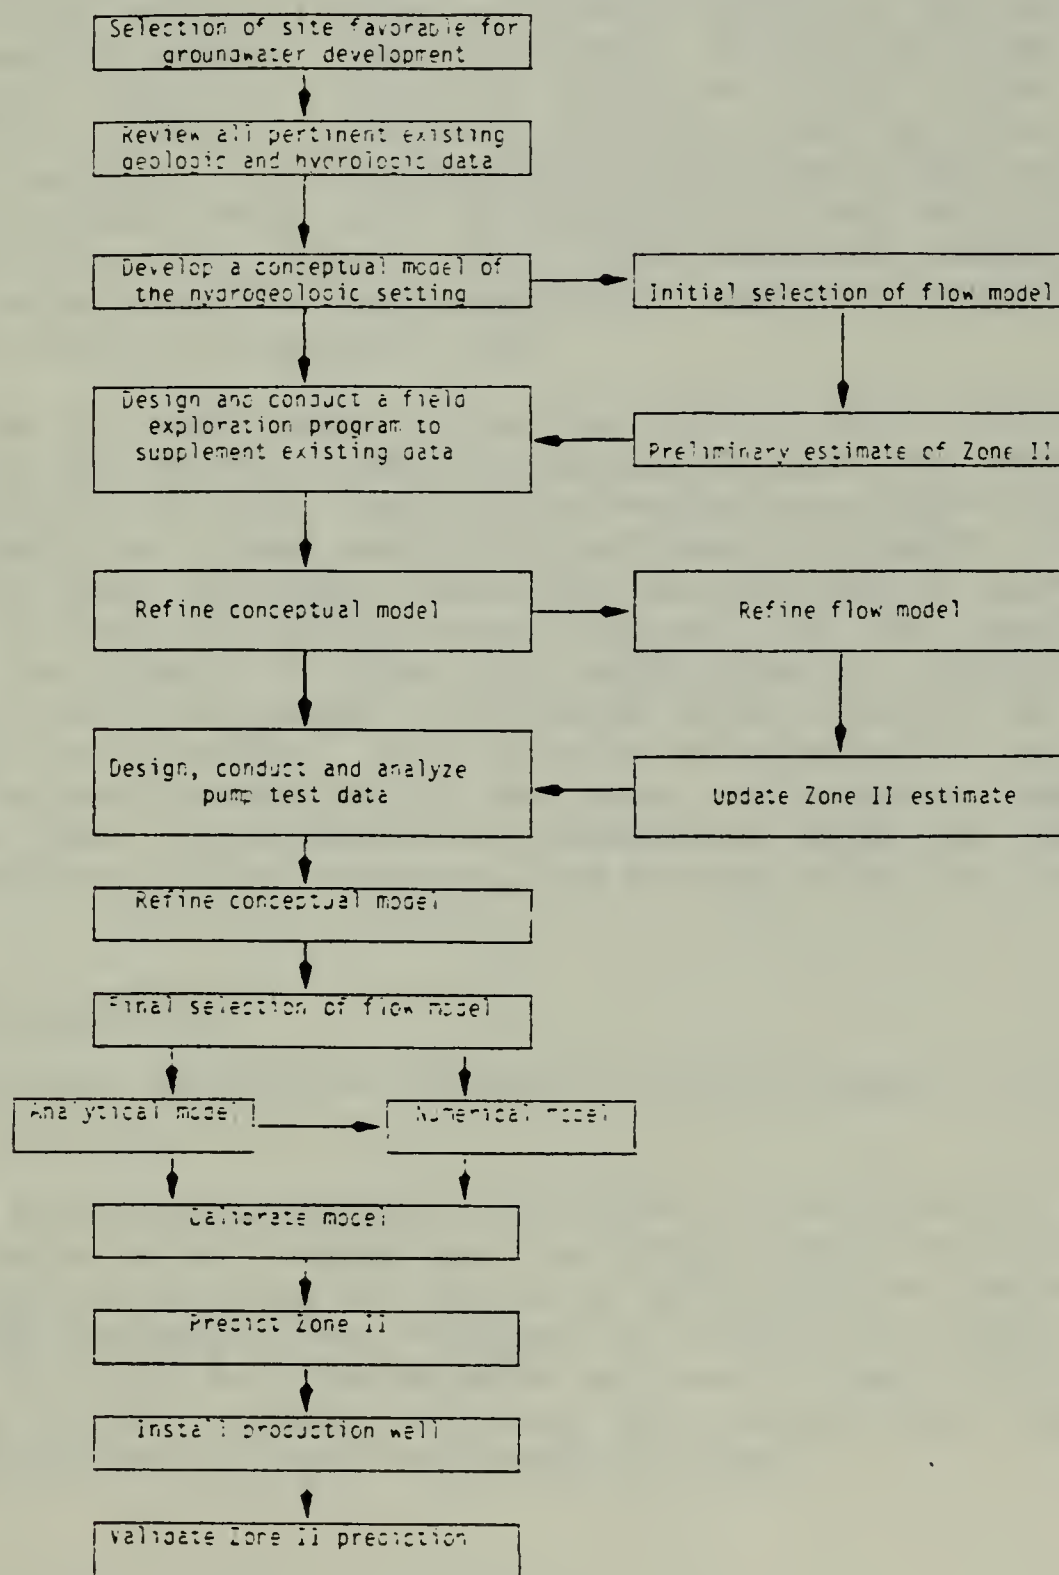 Selection of site favorable for
groundwater development
Review all pertinent existing
geologic and hydrologic data
Develop a conceptual model of
the hydrogeologic setting
Initial selection of flow model
Design and conduct a field
exploration program to
supplement existing data
Preliminary estimate of Zone II
Refine conceptual model
Refine flow model
Design, conduct and analyze
pump test data
Update Zone II estimate
Refine conceptual model
Final selection of flow model
Analytical model
Numerical model
Calibrate model
Predict Zone II
Install production well
Validate Zone II prediction